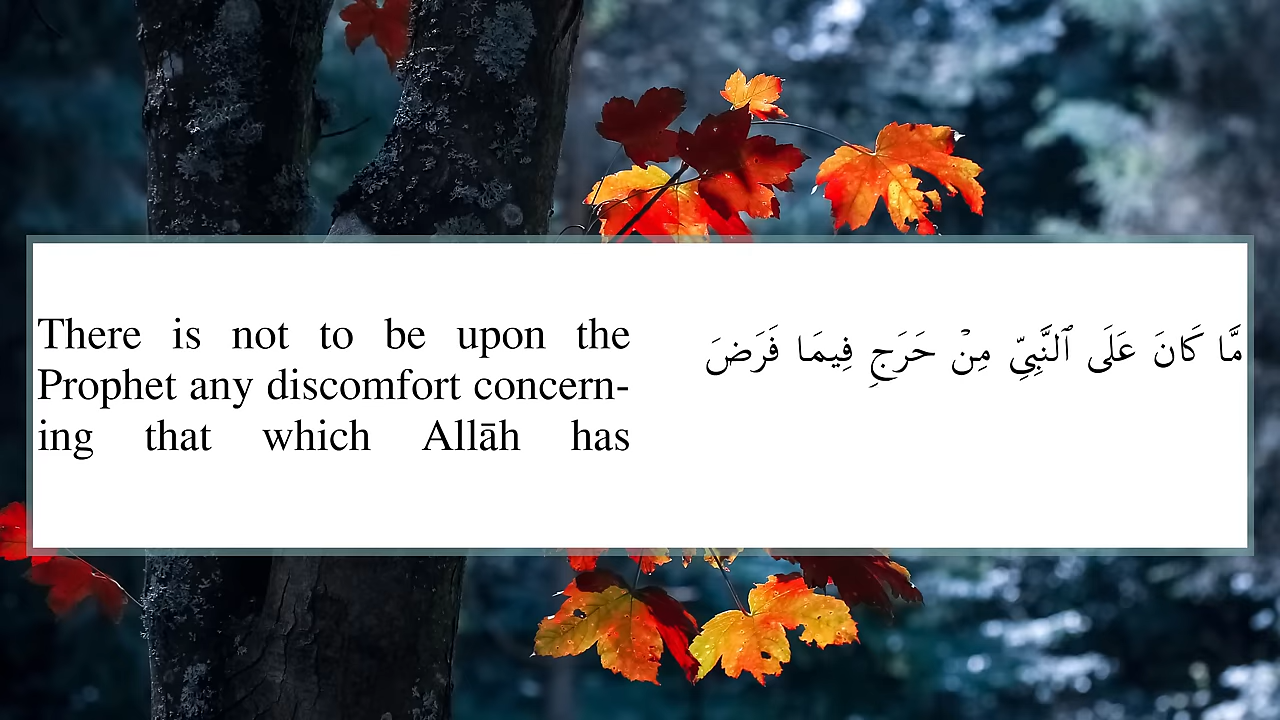 There is not to be upon the
Prophet any discomfort concern-
ing that which Allāh has
مَّا كَانَ عَلَى ٱلنَّبِىِّ مِنْ حَرَجٍ فِيمَا فَرَضَ